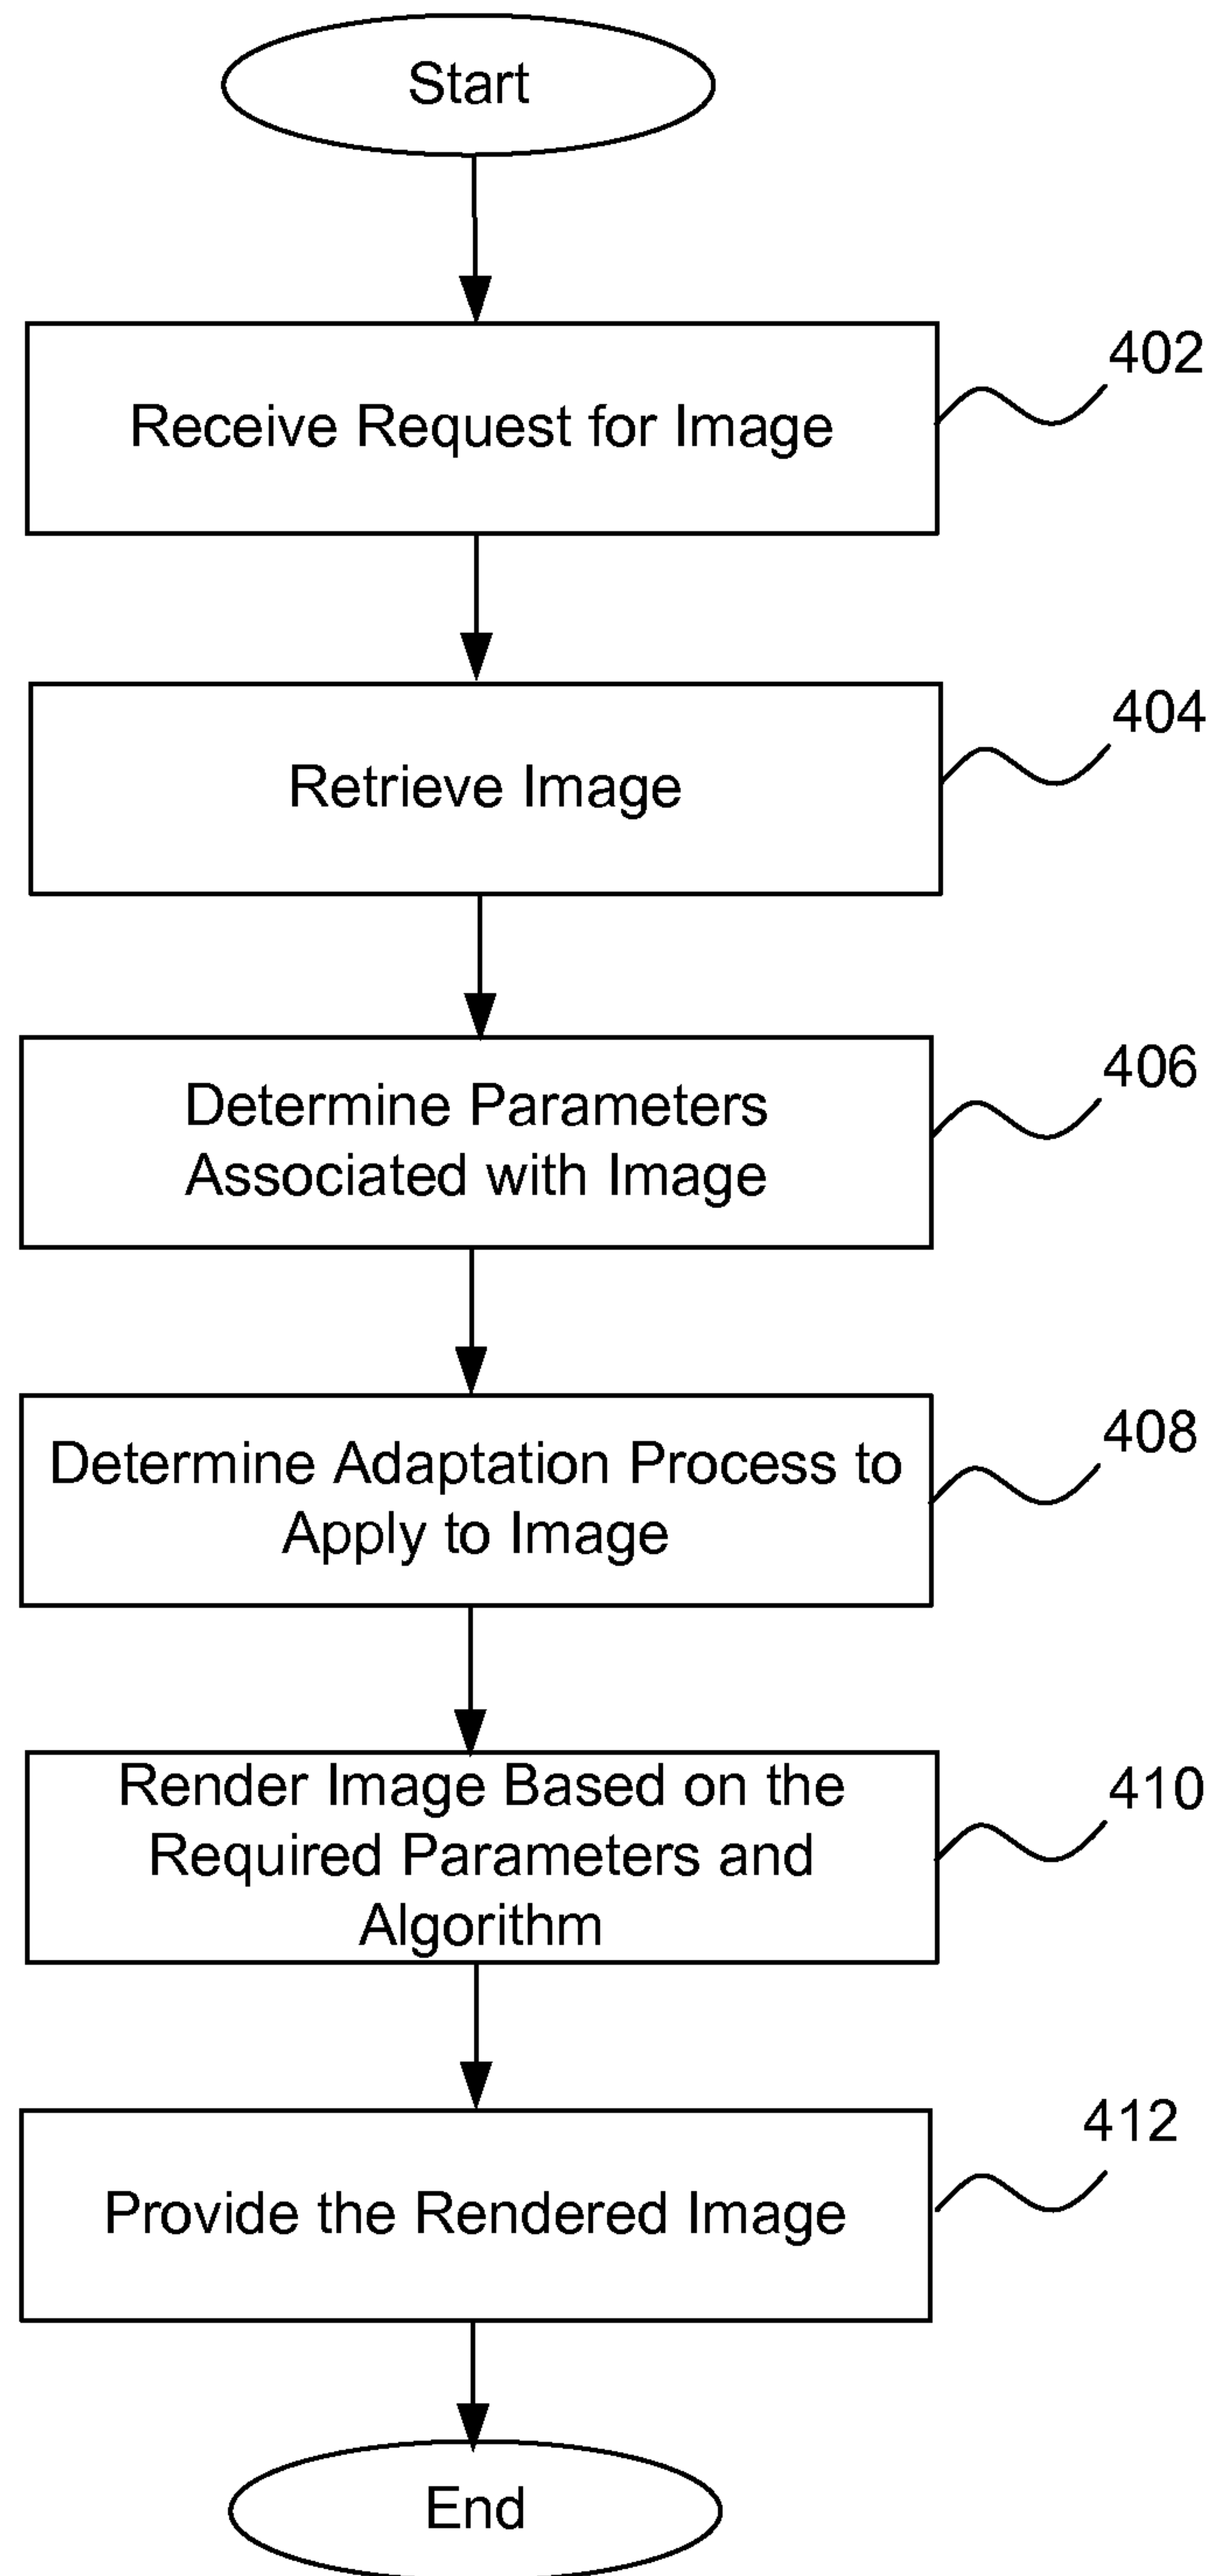 Start
402
Receive Request for Image
404
Retrieve Image
406
Determine Parameters
Associated with Image
408
Determine Adaptation Process to
Apply to Image
410
Render Image Based on the
Required Parameters and
Algorithm
412
Provide the Rendered Image
End